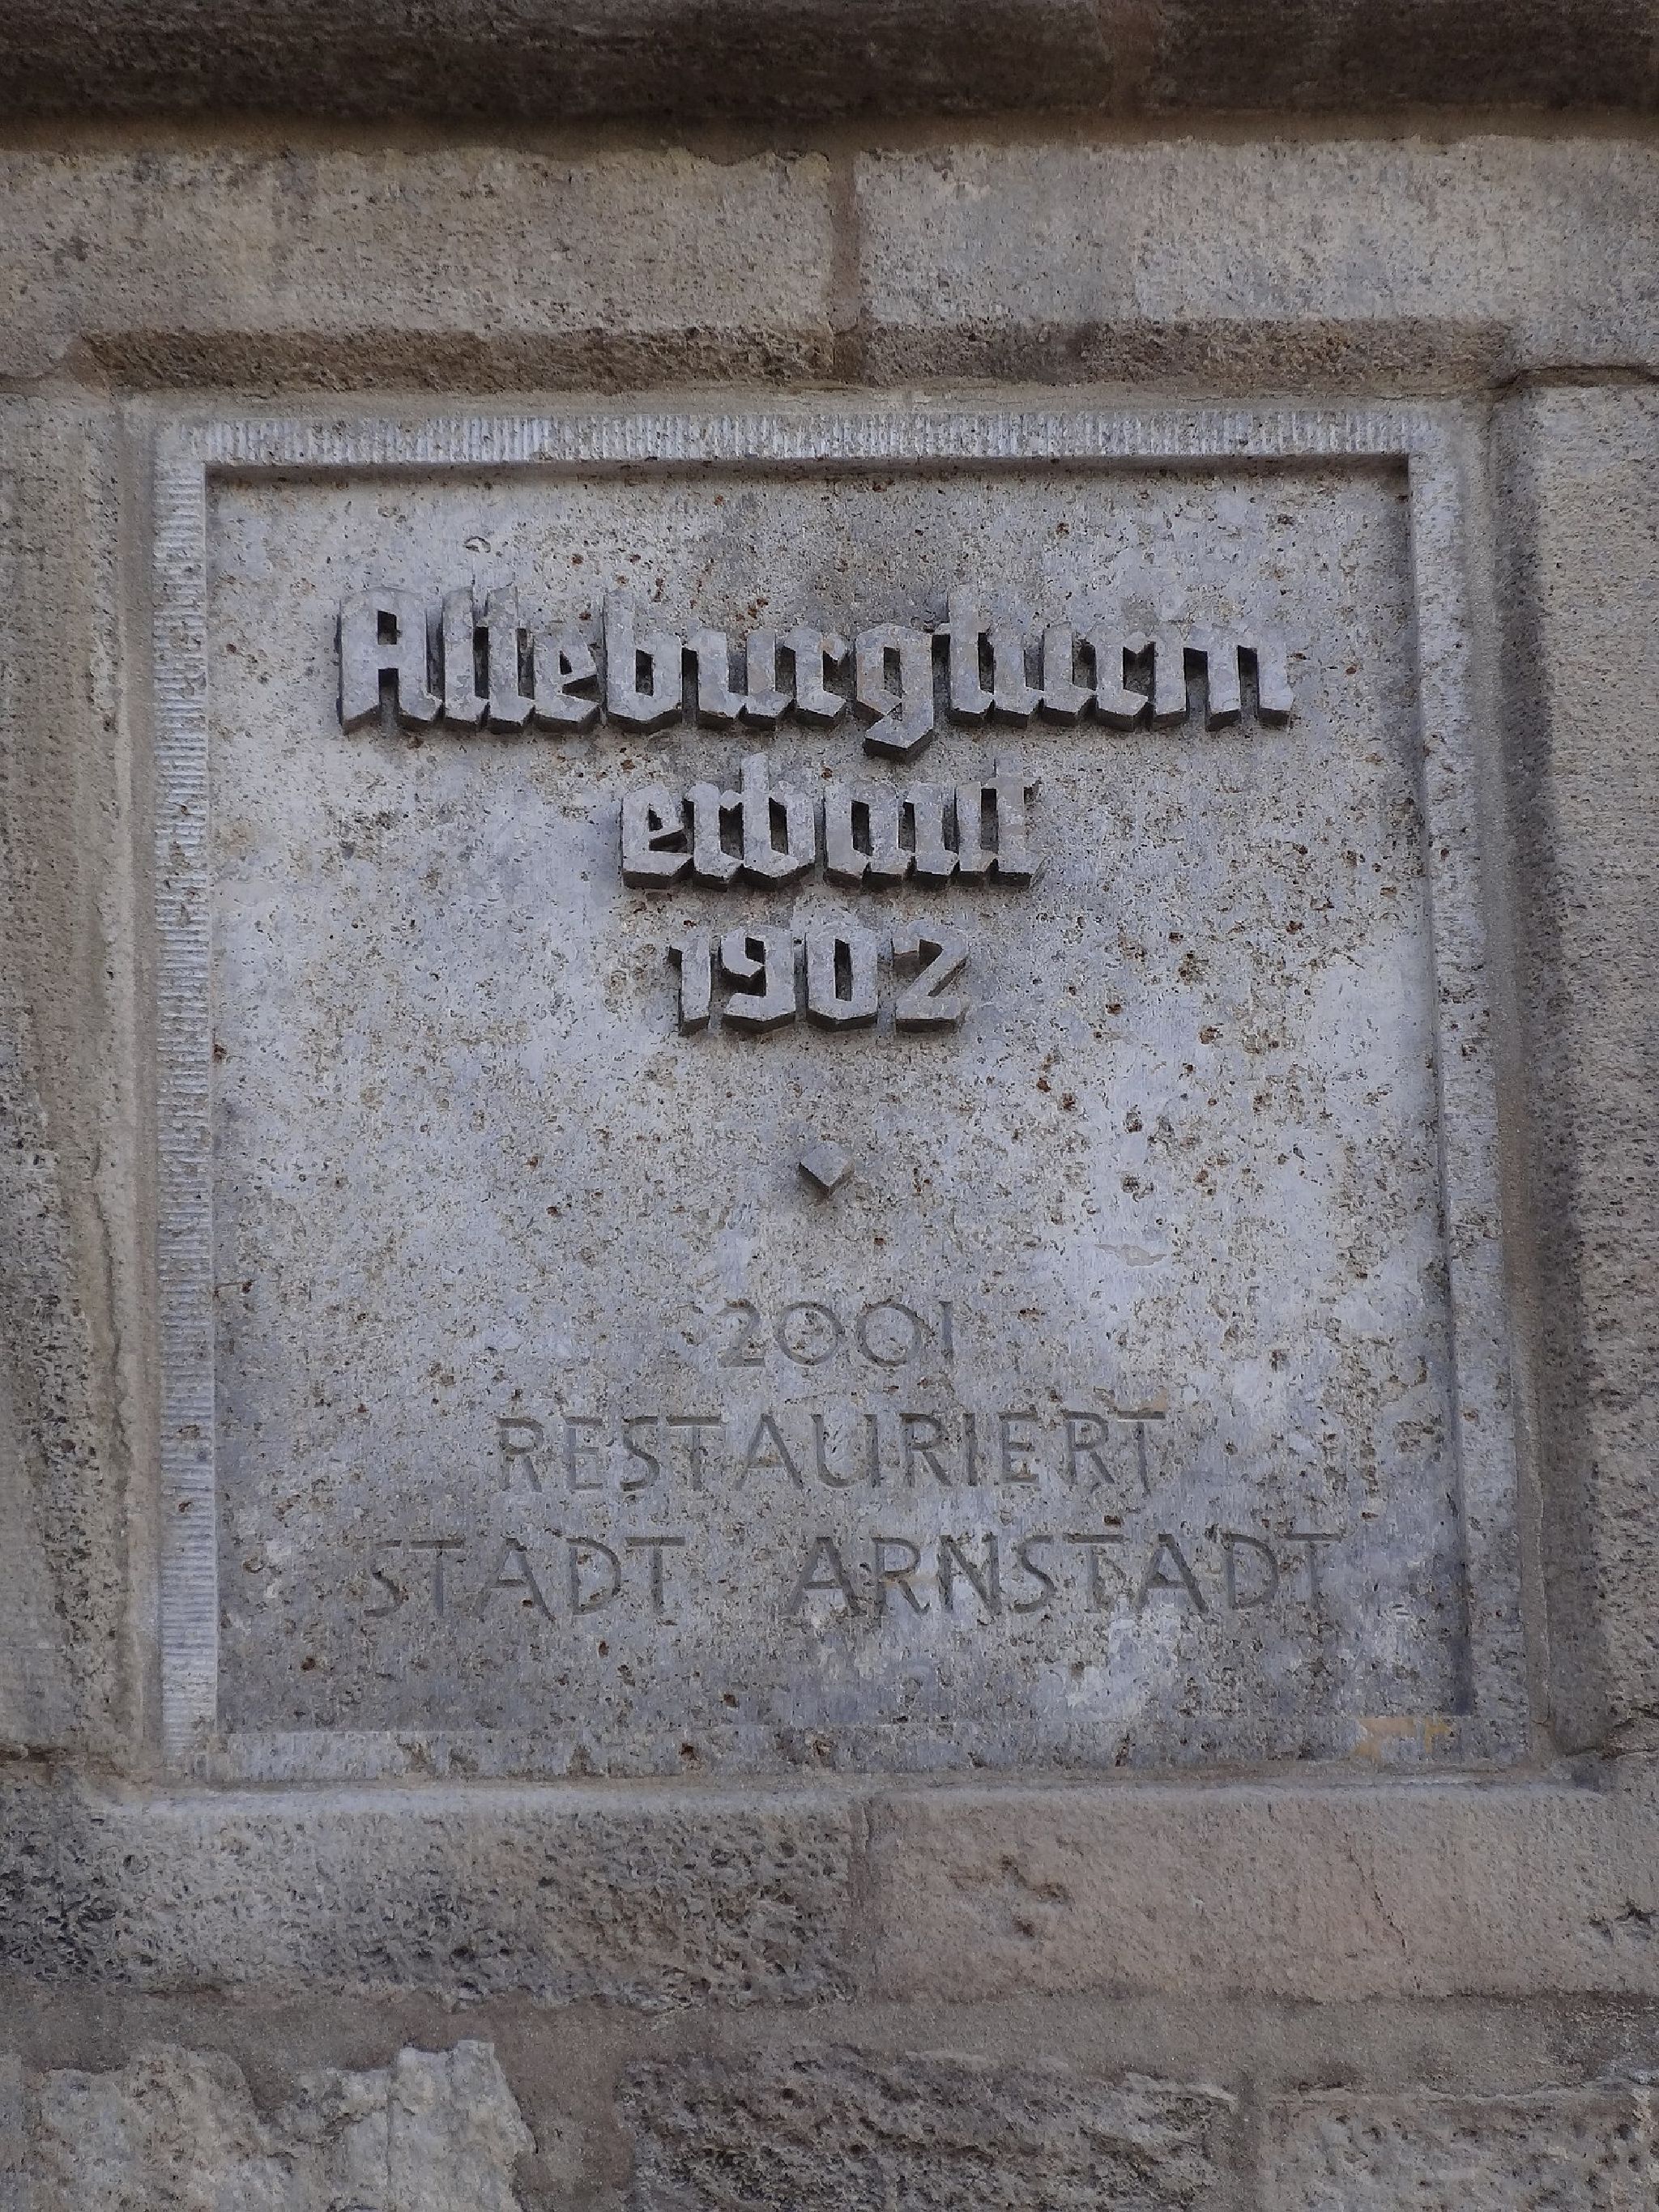 Alteburgturm
erbaut
1902
2001
RESTAURIERT
STADT ARNSTADT